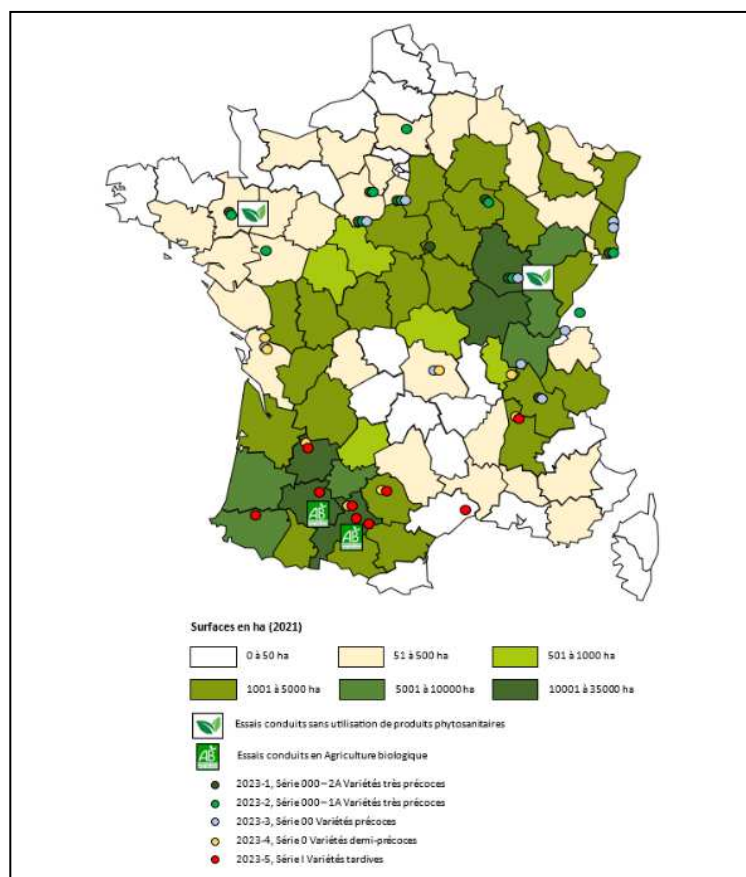 AB
AB
Surfaces en ha (2021)
0 à 50 ha
51 à 500 ha
501 à 1000 ha
1001 à 5000 ha
5001 à 10000 ha
10001 à 35000 ha
Essais conduits sans utilisation de produits phytosanitaires
AB
Essais conduits en Agriculture biologique
2023-1, Série 000 – 2A Variétés très précoces
2023-2, Série 000 – 1A Variétés très précoces
2023-3, Série 00 Variétés précoces
2023-4, Série 0 Variétés demi-précoces
2023-5, Série I Variétés tardives